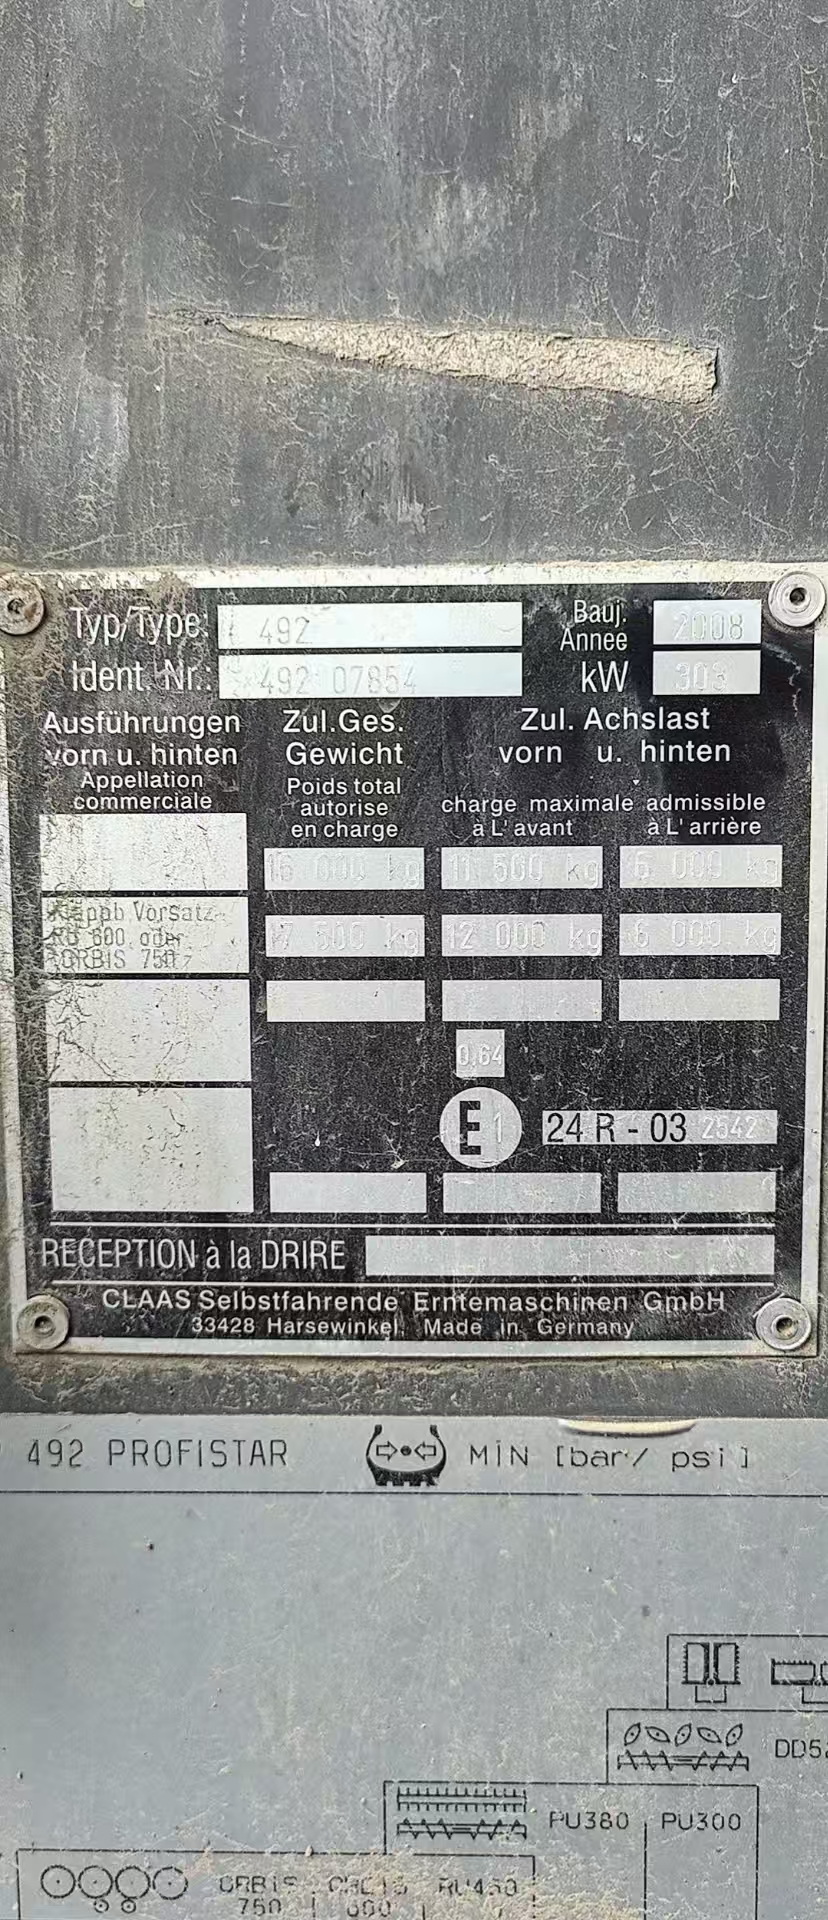 Typ/Type: 492 Bauj. Annee 2008
Ident. Nr.: 492 07854 kW 303
Ausführungen vorn u. hinten
Appellation commerciale
Zul.Ges. Gewicht
Poids total autorise en charge
Zul. Achslast
vorn u. hinten
charge maximale admissible
à L'avant à L'arrière
16 000 kg 11 500 kg 6 000 kg
Klappb Vorsatz
RU 600 oder
ORBIS 750
17 500 kg 12 000 kg 6 000 kg
0,64
E1 24 R - 03 2542
RECEPTION à la DRIRE
CLAAS Selbstfahrende Erntemaschinen GmbH
33428 Harsewinkel, Made in Germany
492 PROFISTAR MIN [bar/ psi]
PU380 PU300
ORBIS 750 ORBIS 600 RU450